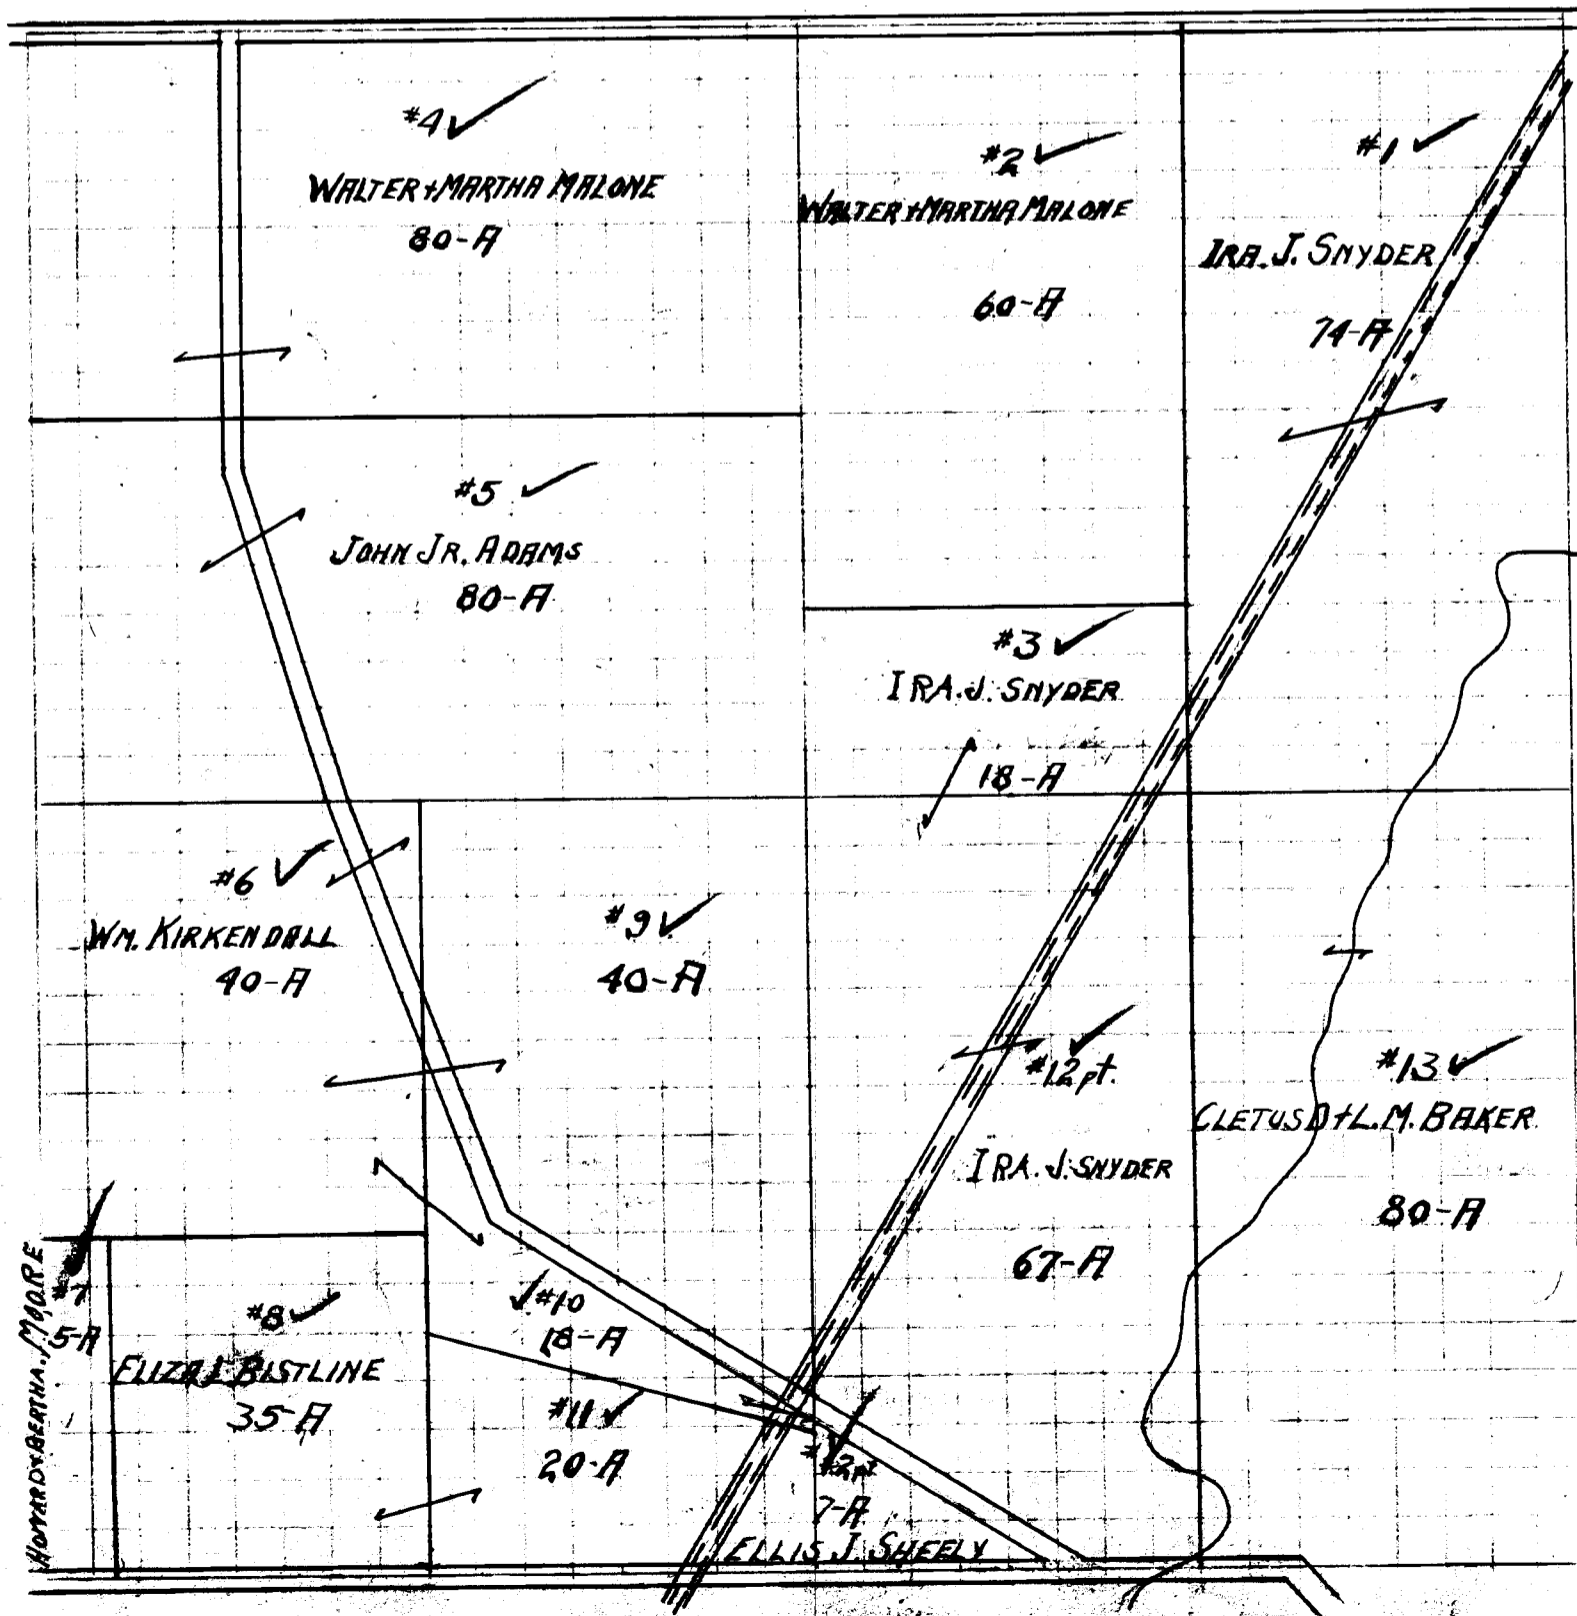 #4
WALTER + MARTHA MALONE
80-A
#2
WALTER + MARTHA MALONE
60-A
#1
IRA. J. SNYDER
74-A
#5
JOHN JR. ADAMS
80-A
#3
IRA. J. SNYDER
18-A
#6
WM. KIRKENDALL
40-A
#9
40-A
#12 pt.
IRA. J. SNYDER
67-A
#13
CLETUS D + L. M. BAKER
80-A
HOWARD + BERTHA. MOORE
#7
5-A
#8
ELIZA J. BISTLINE
35-A
#10
18-A
#11
20-A
#12 pt
7-A
ELLIS J. SHEELY